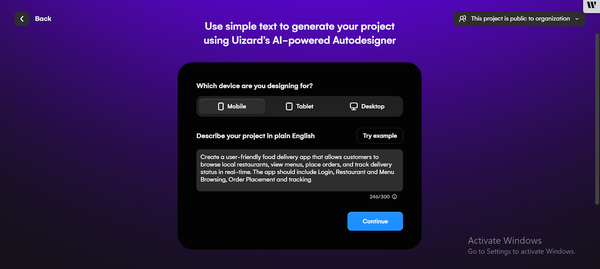 Back
Use simple text to generate your project
using Uizard's AI-powered Autodesigner
This project is public to organization
W
Which device are you designing for?
Mobile
Tablet
Desktop
Describe your project in plain English
Try example
Create a user-friendly food delivery app that allows customers to
browse local restaurants, view menus, place orders, and track delivery
status in real-time. The app should include Login, Restaurant and Menu
Browsing, Order Placement and tracking
246/300
Continue
Activate Windows
Go to Settings to activate Windows.